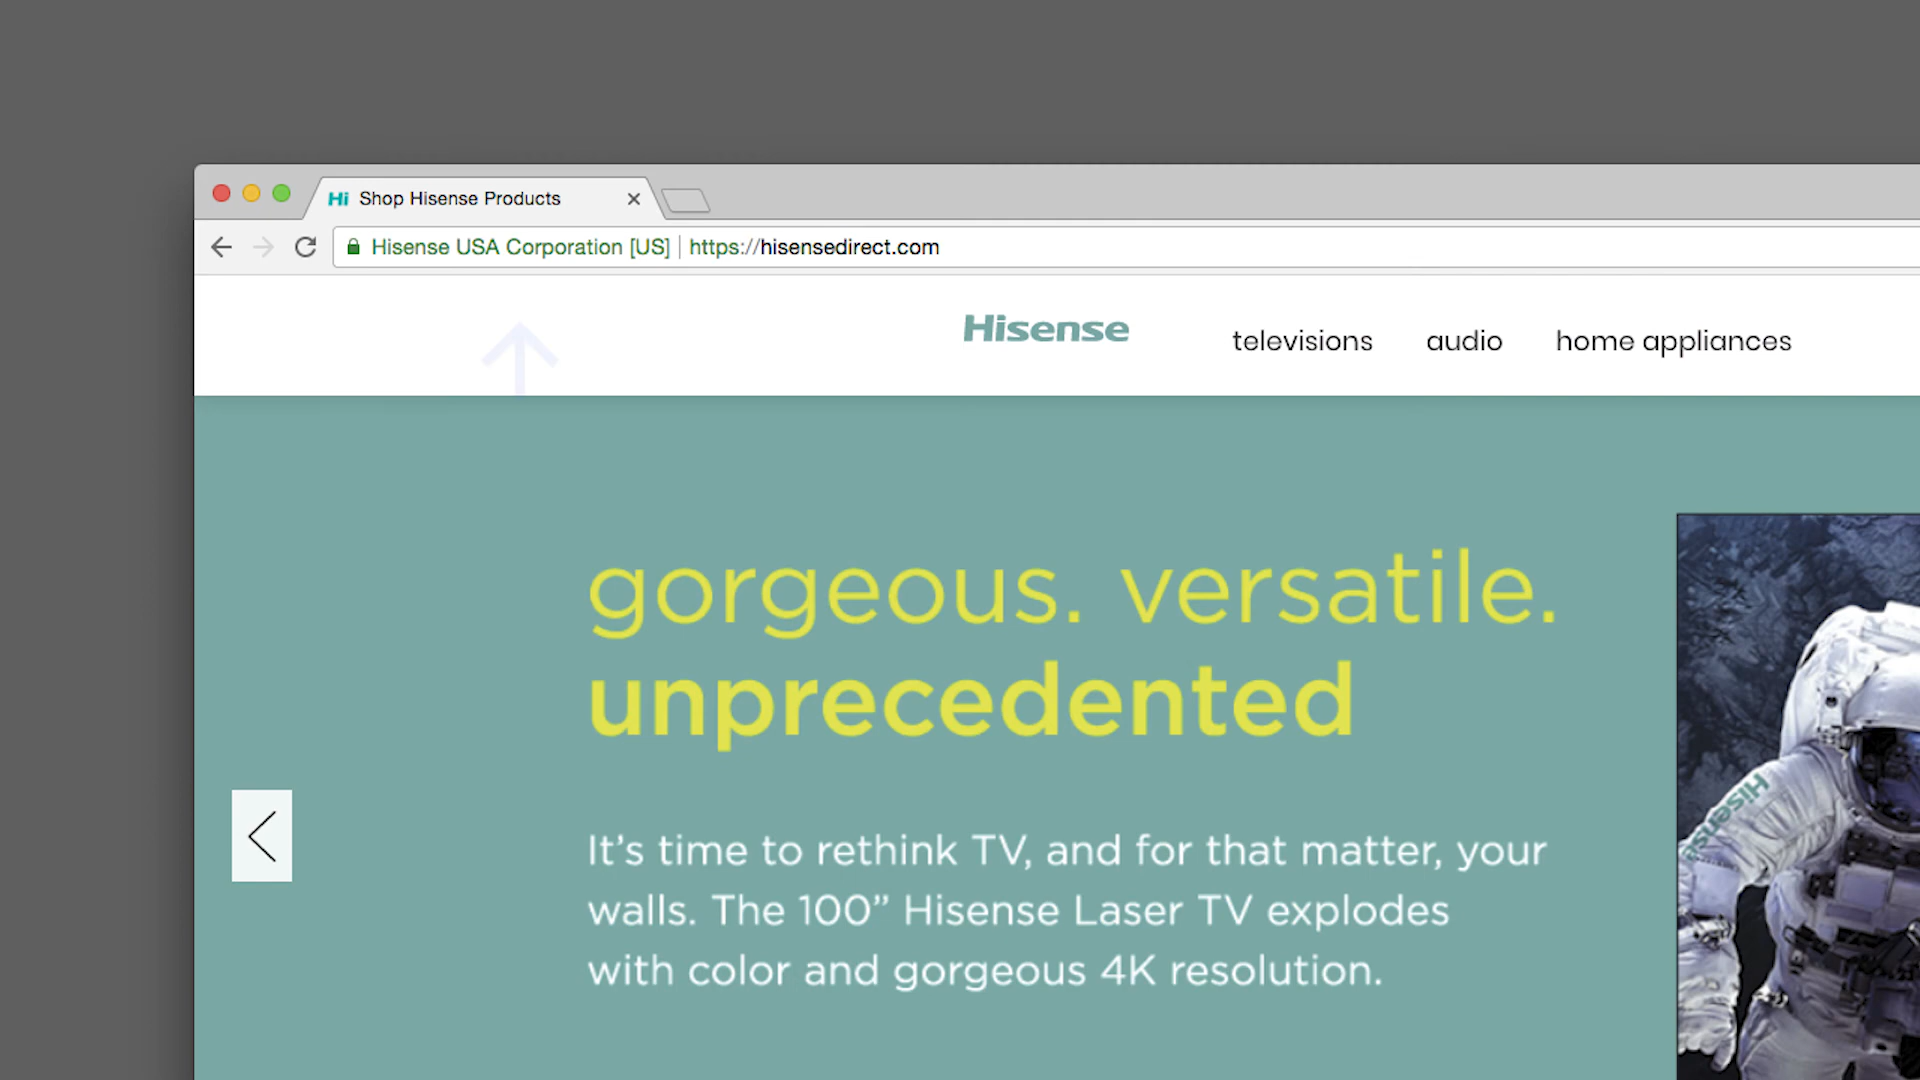 Hi Shop Hisense Products
Hisense USA Corporation [US] https://hisensedirect.com
Hisense
televisions audio home appliances
gorgeous. versatile.
unprecedented
It’s time to rethink TV, and for that matter, your
walls. The 100” Hisense Laser TV explodes
with color and gorgeous 4K resolution.
Hisense